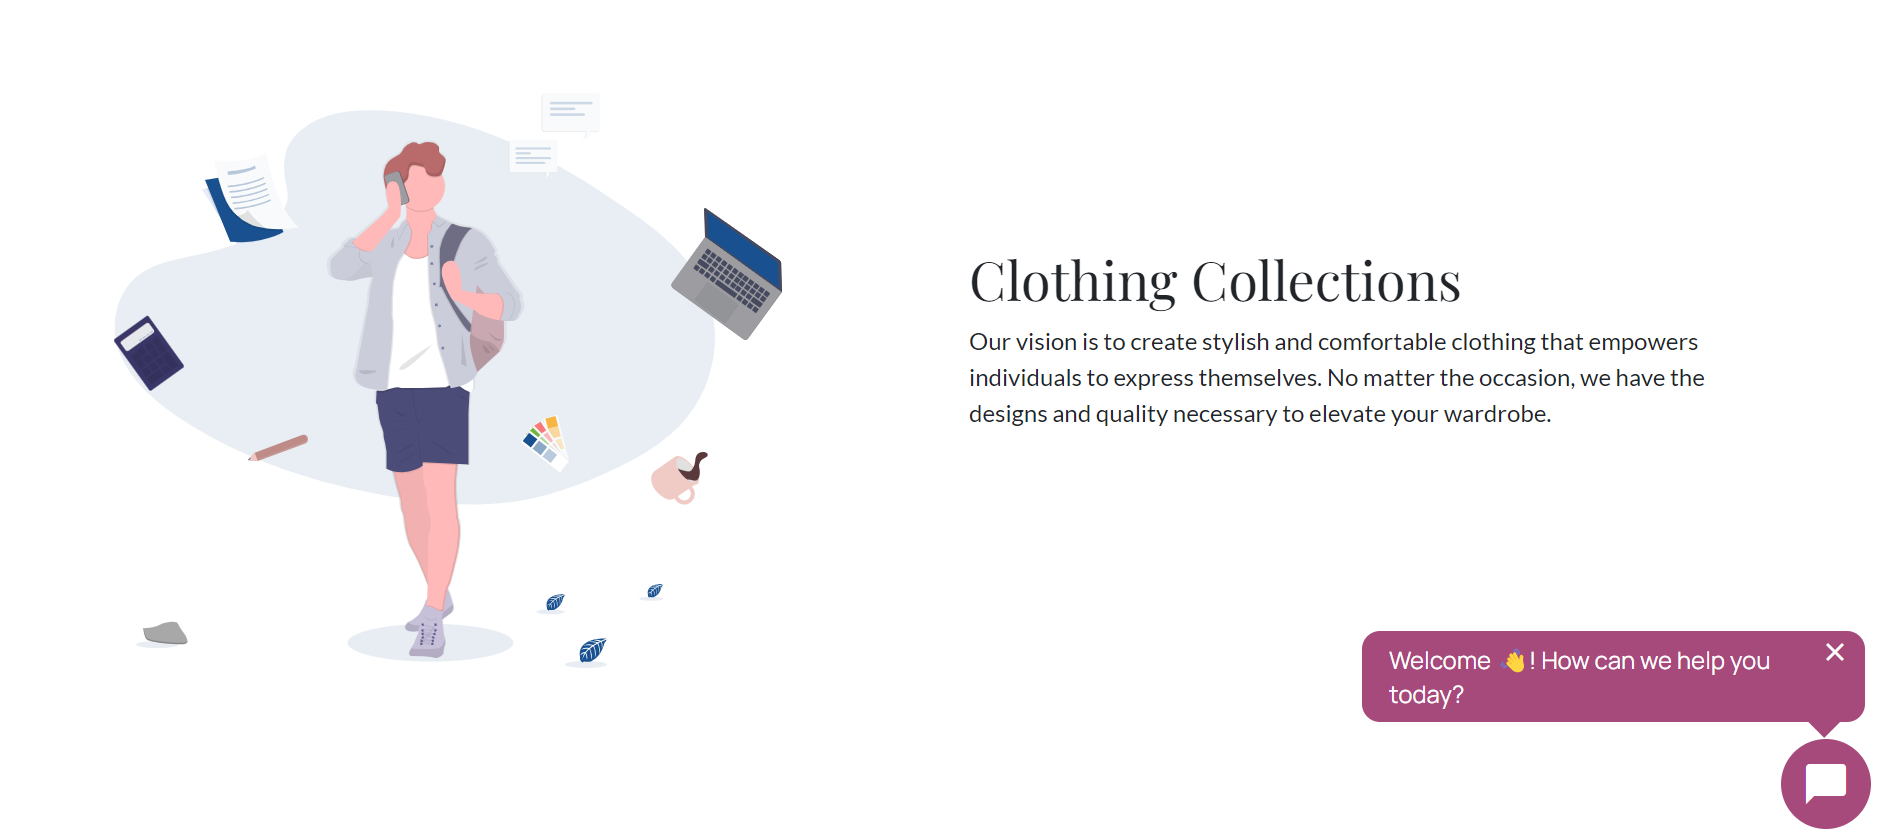 Clothing Collections
Our vision is to create stylish and comfortable clothing that empowers
individuals to express themselves. No matter the occasion, we have the
designs and quality necessary to elevate your wardrobe.
Welcome 👋! How can we help you
today?